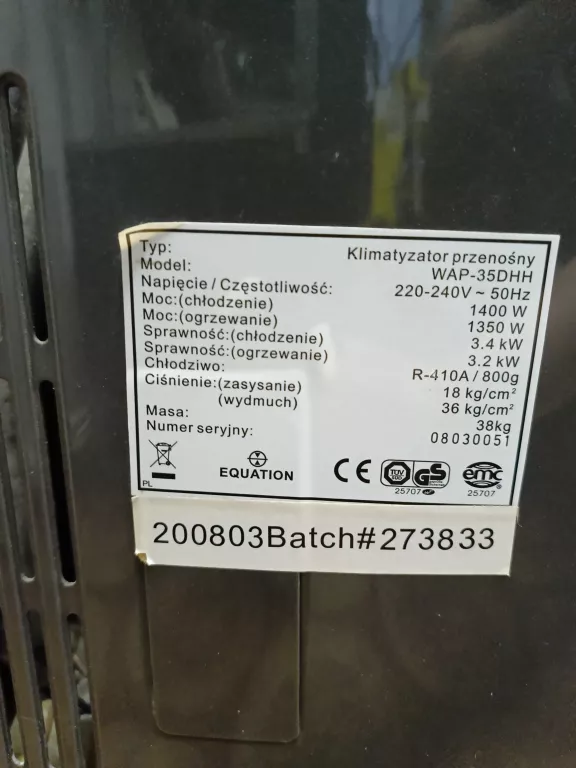 Typ: Klimatyzator przenośny
Model: WAP-35DHH
Napięcie / Częstotliwość: 220-240V ~ 50Hz
Moc:(chłodzenie) 1400 W
Moc:(ogrzewanie) 1350 W
Sprawność:(chłodzenie) 3.4 kW
Sprawność:(ogrzewanie) 3.2 kW
Chłodziwo: R-410A / 800g
Ciśnienie:(zasysanie) 18 kg/cm²
(wydmuch) 36 kg/cm²
Masa: 38kg
Numer seryjny: 08030051
PL
EQUATION
CE
TÜV
GS
emc
25707
25707
200803Batch#273833